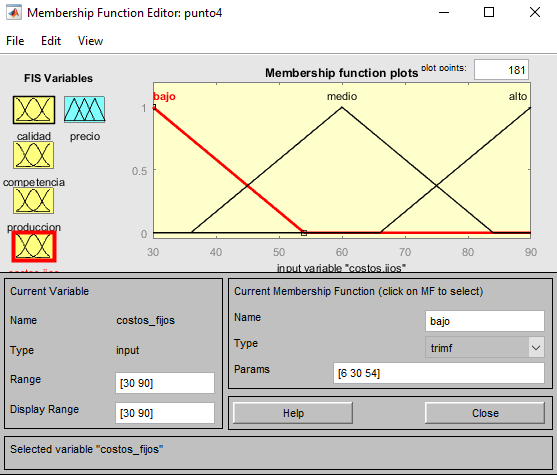 Membership Function Editor: punto4
File Edit View
FIS Variables
calidad
precio
competencia
produccion
Membership function plots
plot points:
181
bajo
medio
alto
1
0.5
0
30 40 50 60 70 80 90
input variable "costos.ijos"
Current Variable
Name costos_fijos
Type input
Range [30 90]
Display Range [30 90]
Current Membership Function (click on MF to select)
Name bajo
Type trimf
Params [6 30 54]
Help
Close
Selected variable "costos_fijos"